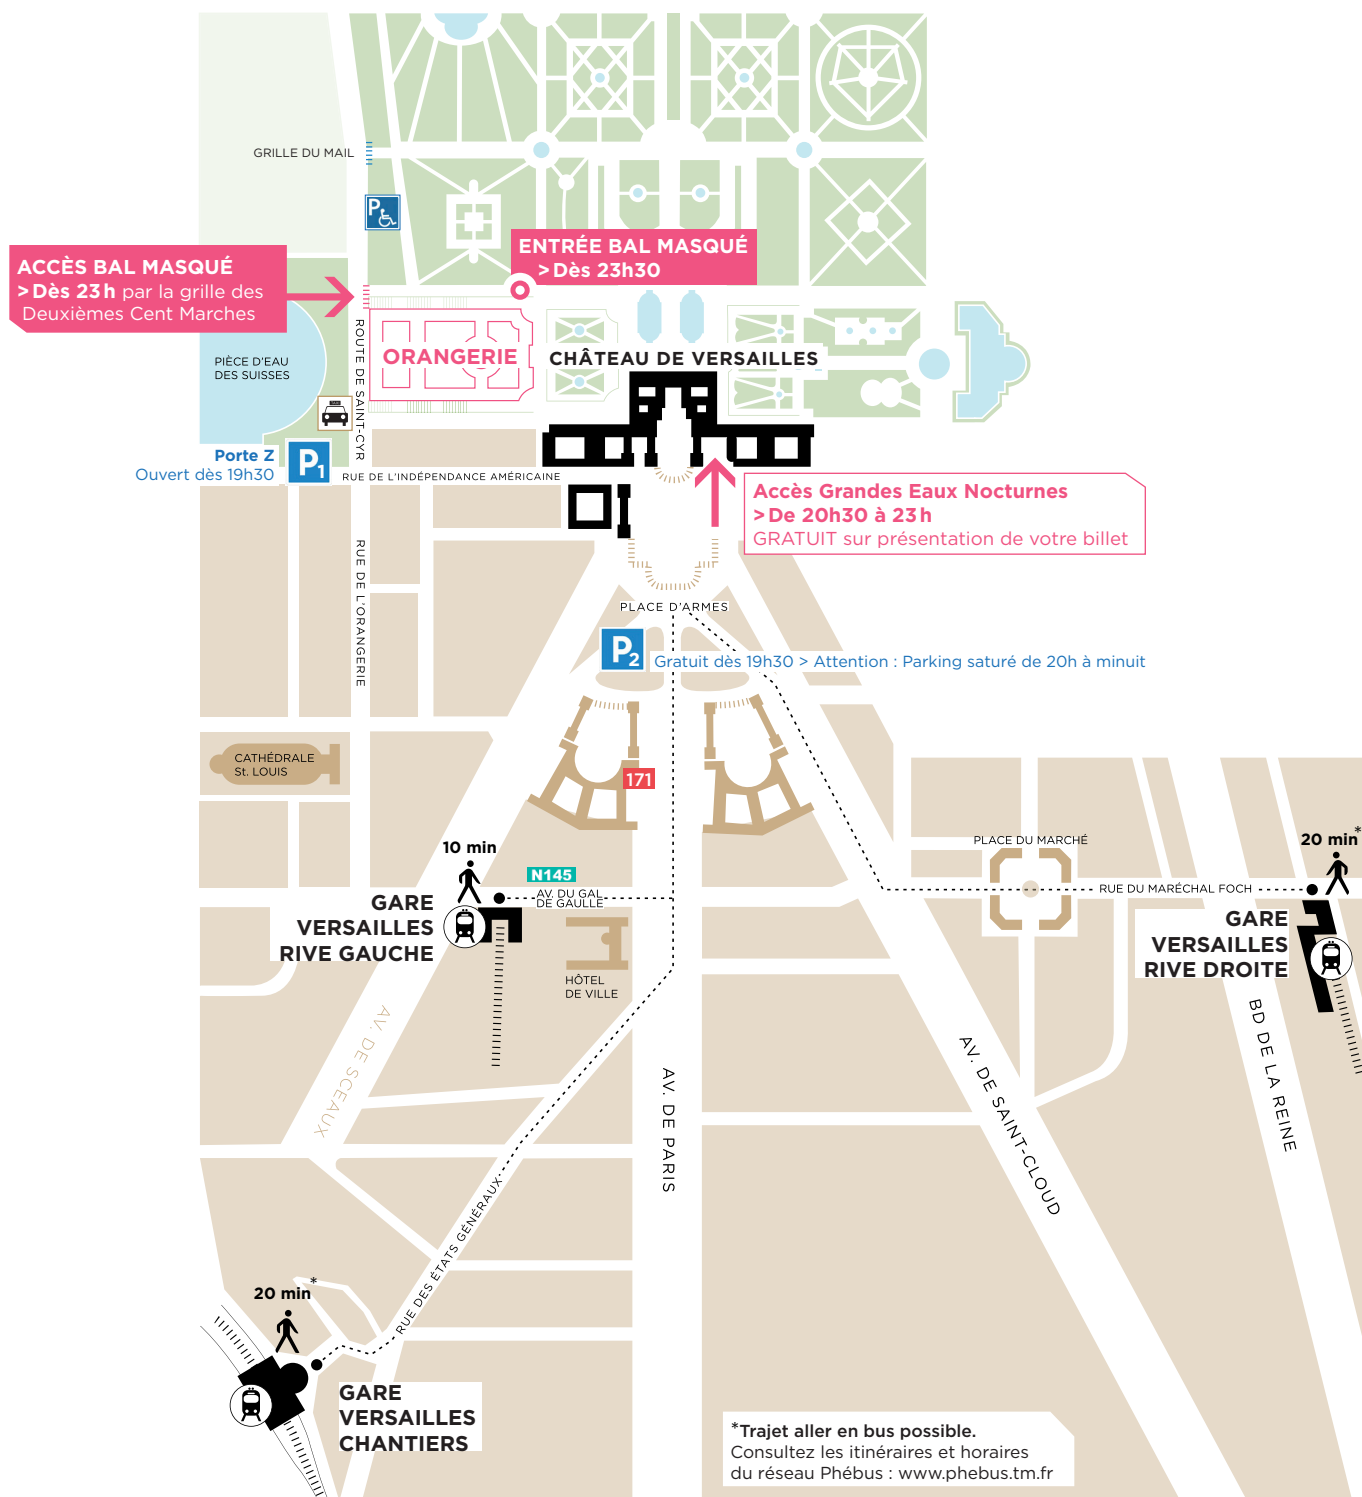 GRILLE DU MAIL
P
ACCÈS BAL MASQUÉ
> Dès 23h par la grille des
Deuxièmes Cent Marches
ENTRÉE BAL MASQUÉ
> Dès 23h30
ROUTE DE SAINT-CYR
ORANGERIE
CHÂTEAU DE VERSAILLES
PIÈCE D'EAU
DES SUISSES
Porte Z
Ouvert dès 19h30
P1
RUE DE L'INDÉPENDANCE AMÉRICAINE
Accès Grandes Eaux Nocturnes
> De 20h30 à 23h
GRATUIT sur présentation de votre billet
RUE DE L'ORANGERIE
PLACE D'ARMES
P2
Gratuit dès 19h30 > Attention : Parking saturé de 20h à minuit
CATHÉDRALE
St. LOUIS
171
10 min
N145
AV. DU GAL
DE GAULLE
GARE
VERSAILLES
RIVE GAUCHE
HÔTEL
DE VILLE
PLACE DU MARCHÉ
20 min*
RUE DU MARÉCHAL FOCH
GARE
VERSAILLES
RIVE DROITE
AV. DE SCEAUX
AV. DE PARIS
AV. DE SAINT-CLOUD
BD DE LA REINE
RUE DES ÉTATS GÉNÉRAUX
20 min*
GARE
VERSAILLES
CHANTIERS
*Trajet aller en bus possible.
Consultez les itinéraires et horaires
du réseau Phébus : www.phebus.tm.fr